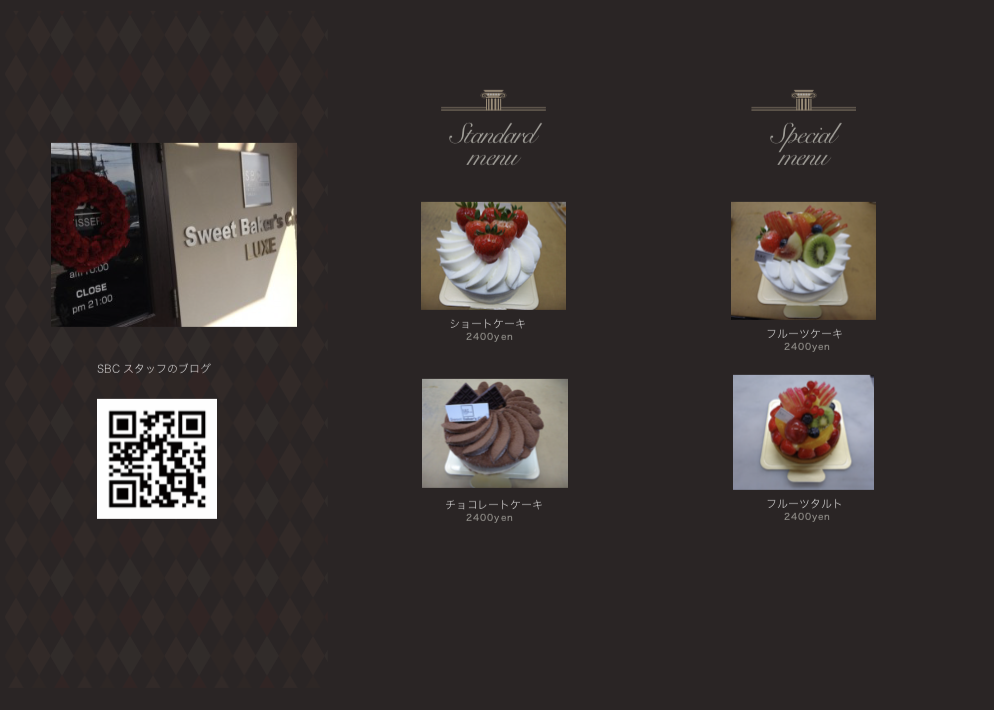 ISSER
am 10:00
CLOSE
pm 21:00
Sweet Baker's C
LUXE
SBC スタッフのブログ
Standard
menu
ショートケーキ
2400yen
チョコレートケーキ
2400yen
Special
menu
フルーツケーキ
2400yen
フルーツタルト
2400yen